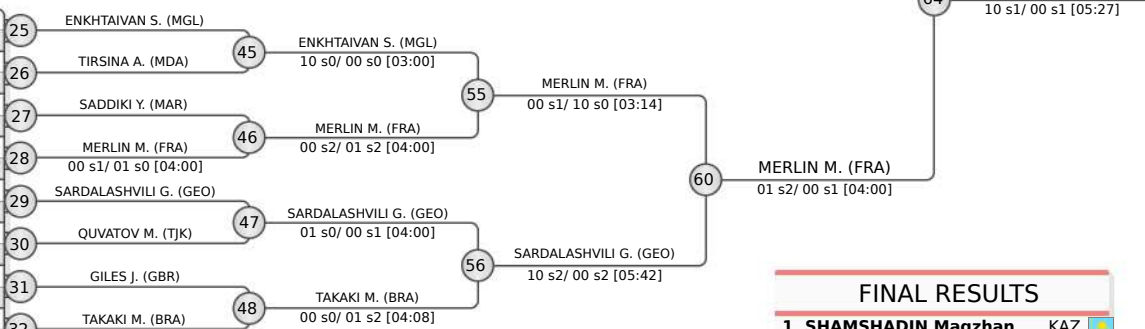 64
10 s1/ 00 s1 [05:27]
25
ENKHTAIVAN S. (MGL)
45
ENKHTAIVAN S. (MGL)
10 s0/ 00 s0 [03:00]
26
TIRSINA A. (MDA)
55
MERLIN M. (FRA)
00 s1/ 10 s0 [03:14]
27
SADDIKI Y. (MAR)
46
MERLIN M. (FRA)
00 s2/ 01 s2 [04:00]
28
MERLIN M. (FRA)
00 s1/ 01 s0 [04:00]
60
MERLIN M. (FRA)
01 s2/ 00 s1 [04:00]
29
SARDALASHVILI G. (GEO)
47
SARDALASHVILI G. (GEO)
01 s0/ 00 s1 [04:00]
30
QUVATOV M. (TJK)
56
SARDALASHVILI G. (GEO)
10 s2/ 00 s2 [05:42]
31
GILES J. (GBR)
48
TAKAKI M. (BRA)
00 s0/ 01 s2 [04:08]
32
TAKAKI M. (BRA)
FINAL RESULTS
1 SHAMSHADIN Magzhan KAZ